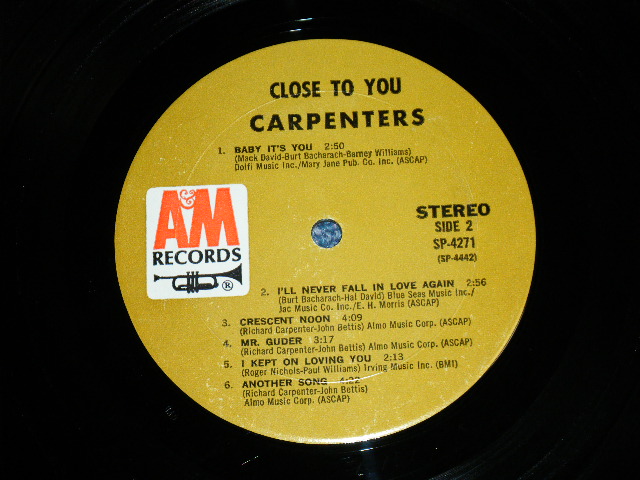 CLOSE TO YOU
CARPENTERS
1. BABY IT'S YOU 2:50
(Mack David-Burt Bacharach-Barney Williams)
Dolfi Music Inc./Mary Jane Pub. Co. Inc. (ASCAP)
A&M
RECORDS
®
STEREO
SIDE 2
SP-4271
(SP-4442)
2. I'LL NEVER FALL IN LOVE AGAIN 2:56
(Burt Bacharach-Hal David) Blue Seas Music Inc./
Jac Music Co. Inc./E. H. Morris (ASCAP)
3. CRESCENT NOON 4:09
(Richard Carpenter-John Bettis) Almo Music Corp. (ASCAP)
4. MR. GUDER 3:17
(Richard Carpenter-John Bettis) Almo Music Corp. (ASCAP)
5. I KEPT ON LOVING YOU 2:13
(Roger Nichols-Paul Williams) Irving Music Inc. (BMI)
6. ANOTHER SONG 4:22
(Richard Carpenter-John Bettis)
Almo Music Corp. (ASCAP)